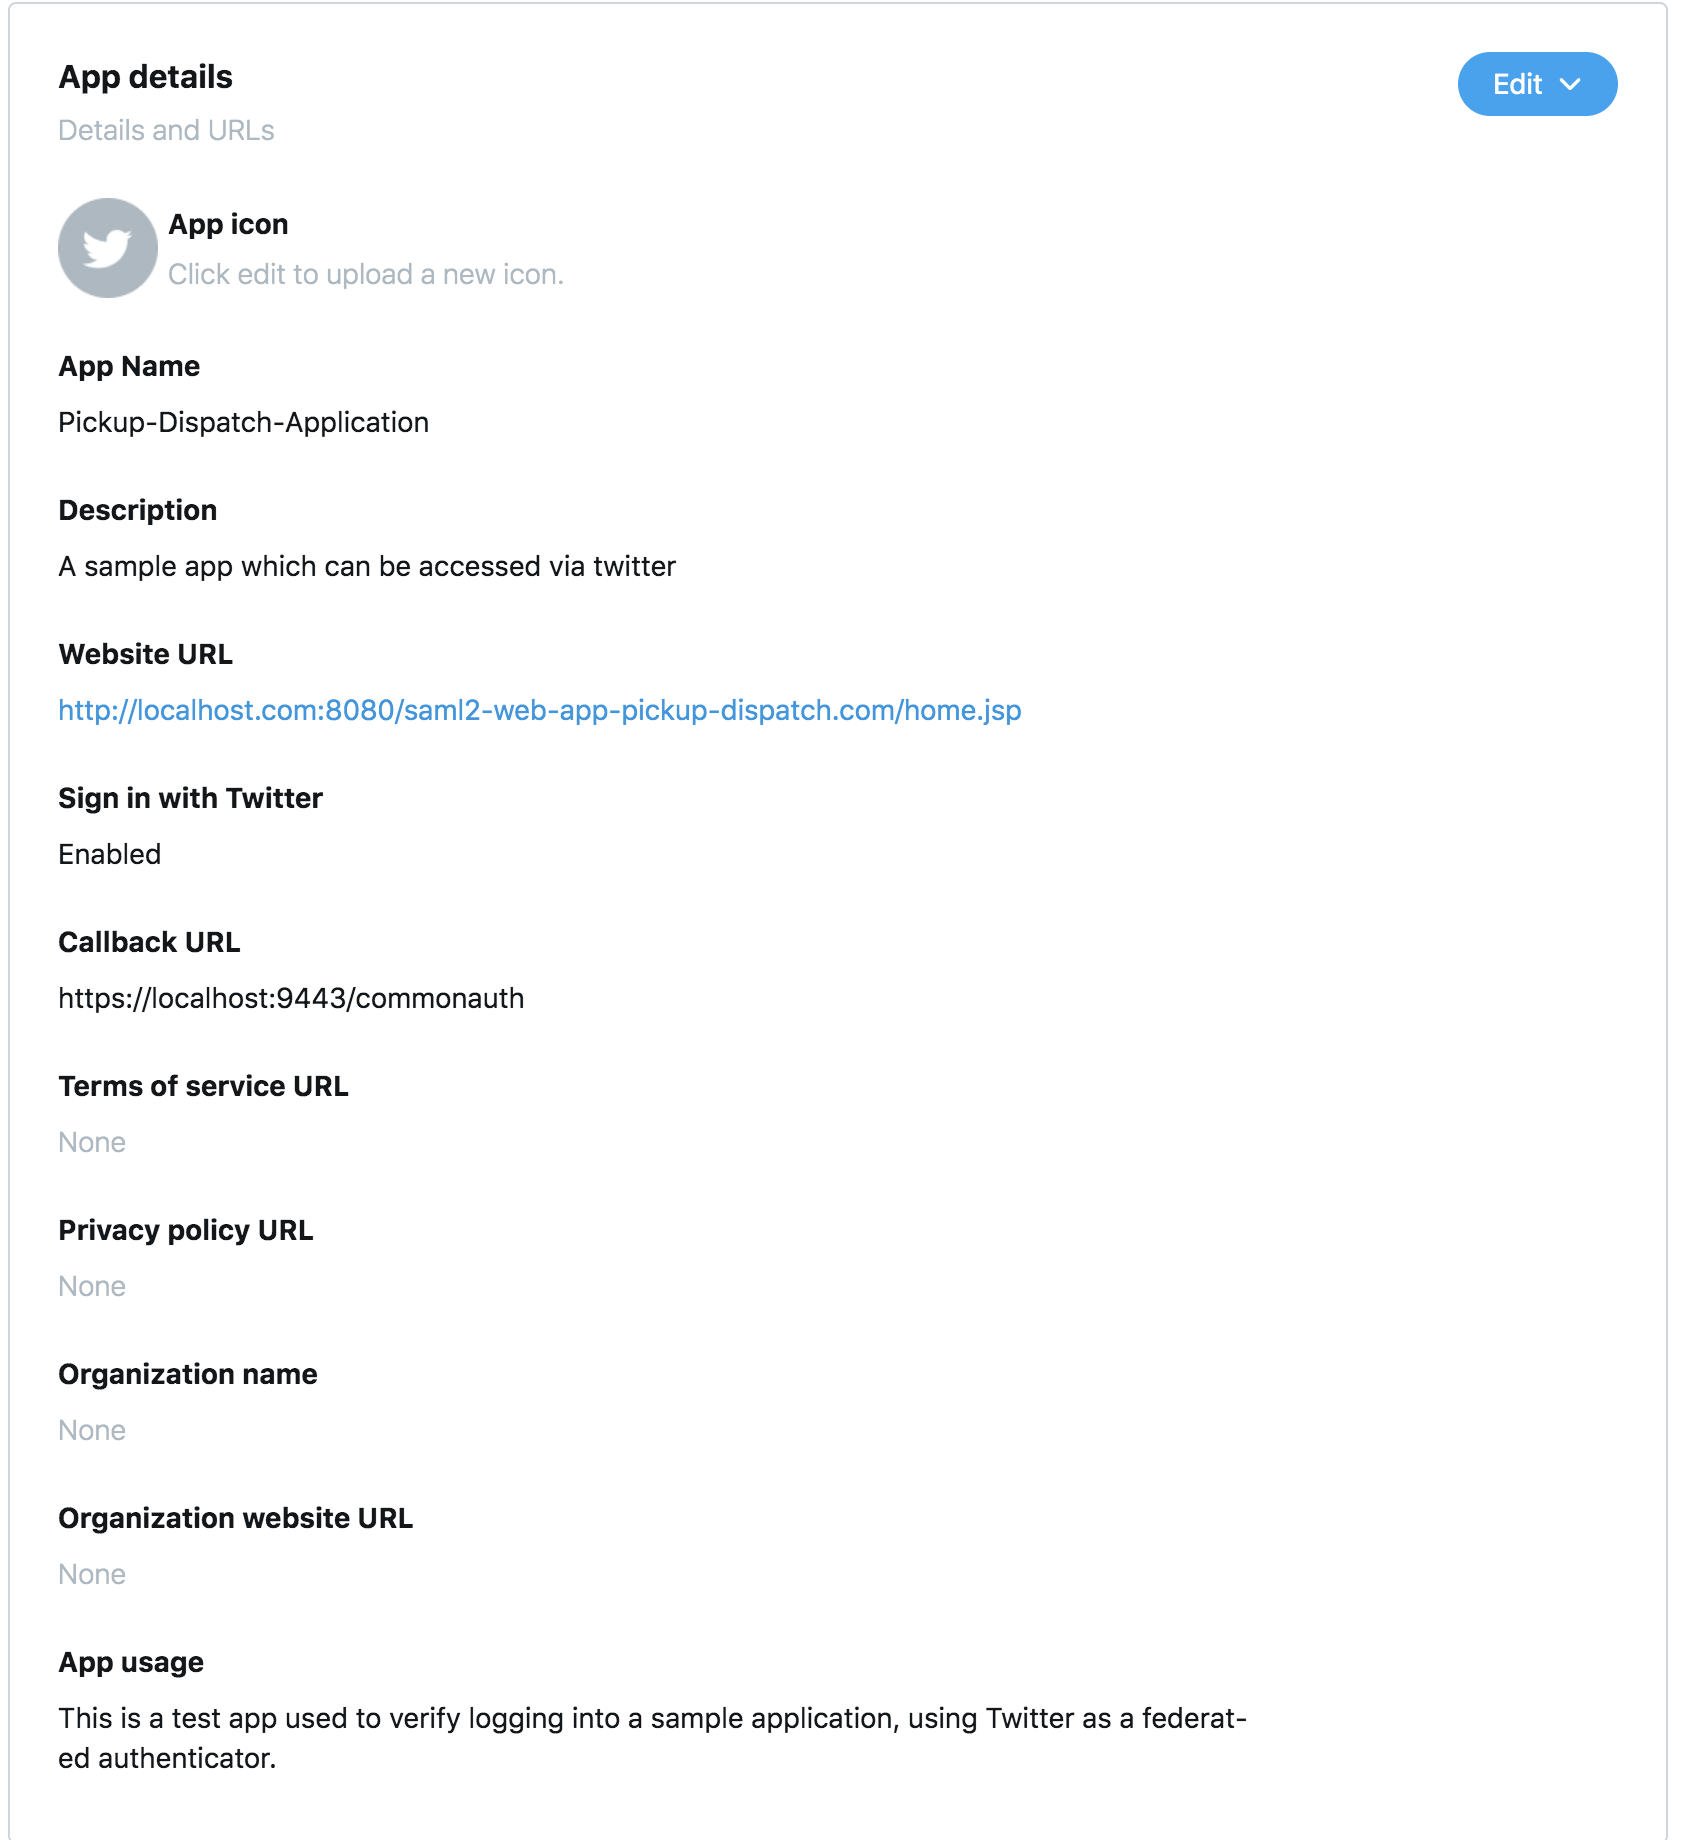 App details
Edit
Details and URLs
App icon
Click edit to upload a new icon.
App Name
Pickup-Dispatch-Application
Description
A sample app which can be accessed via twitter
Website URL
http://localhost.com:8080/saml2-web-app-pickup-dispatch.com/home.jsp
Sign in with Twitter
Enabled
Callback URL
https://localhost:9443/commonauth
Terms of service URL
None
Privacy policy URL
None
Organization name
None
Organization website URL
None
App usage
This is a test app used to verify logging into a sample application, using Twitter as a federat-
ed authenticator.